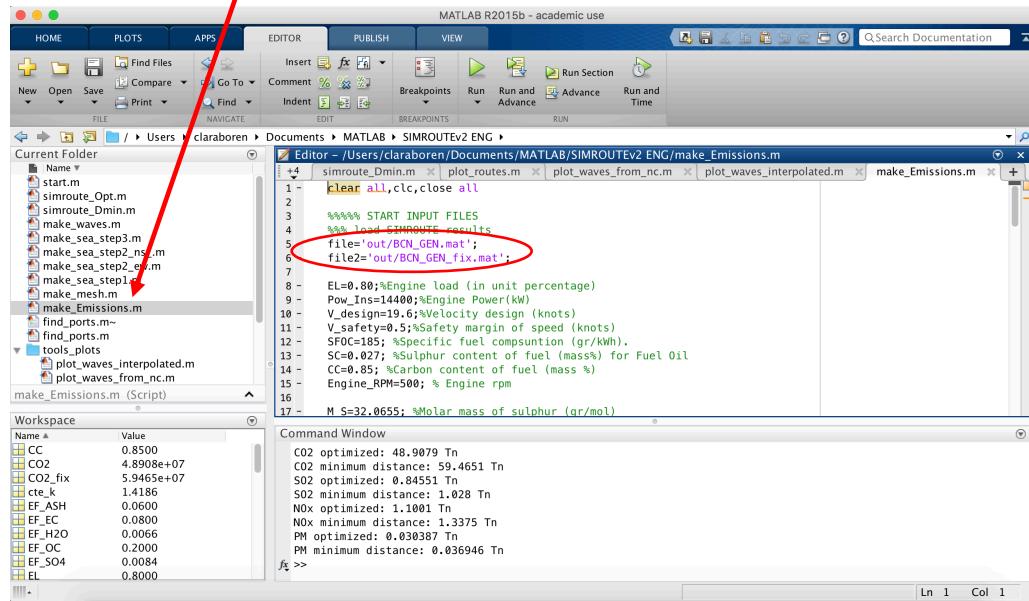 MATLAB R2015b - academic use
HOME PLOTS APPS EDITOR PUBLISH VIEW
Search Documentation
New Open Save
Find Files
Compare
Print
FILE
Go To
Find
NAVIGATE
Insert fx
Comment
Indent
EDIT
Breakpoints
BREAKPOINTS
Run Run and Advance
Run Section
Advance
Run and Time
RUN
/ Users claraboren Documents MATLAB SIMROUTEv2 ENG
Current Folder
Name
start.m
simroute_Opt.m
simroute_Dmin.m
make_waves.m
make_sea_step3.m
make_sea_step2_ns_.m
make_sea_step2_ew.m
make_sea_step1.m
make_mesh.m
make_Emissions.m
find_ports.m~
find_ports.m
tools_plots
plot_waves_interpolated.m
plot_waves_from_nc.m
make_Emissions.m (Script)
Workspace
Name Value
CC 0.8500
CO2 4.8908e+07
CO2_fix 5.9465e+07
cte_k 1.4186
EF_ASH 0.0600
EF_EC 0.0800
EF_H2O 0.0066
EF_OC 0.2000
EF_SO4 0.0084
EL 0.8000
Editor – /Users/claraboren/Documents/MATLAB/SIMROUTEv2 ENG/make_Emissions.m
+4 simroute_Dmin.m plot_routes.m plot_waves_from_nc.m plot_waves_interpolated.m make_Emissions.m +
1 - clear all,clc,close all
2
3 %%%%% START INPUT FILES
4 %%% load SIMROUTE results
5 file='out/BCN_GEN.mat';
6 file2='out/BCN_GEN_fix.mat';
7
8 - EL=0.80;%Engine load (in unit percentage)
9 - Pow_Ins=14400;%Engine Power(kW)
10 - V_design=19.6;%Velocity design (knots)
11 - V_safety=0.5;%Safety margin of speed (knots)
12 - SFOC=185; %Specific fuel compsuntion (gr/kWh).
13 - SC=0.027; %Sulphur content of fuel (mass%) for Fuel Oil
14 - CC=0.85; %Carbon content of fuel (mass %)
15 - Engine_RPM=500; % Engine rpm
16
17 - M_S=32.0655; %Molar mass of sulphur (gr/mol)
Command Window
CO2 optimized: 48.9079 Tn
CO2 minimum distance: 59.4651 Tn
SO2 optimized: 0.84551 Tn
SO2 minimum distance: 1.028 Tn
NOx optimized: 1.1001 Tn
NOx minimum distance: 1.3375 Tn
PM optimized: 0.030387 Tn
PM minimum distance: 0.036946 Tn
fx >>
Ln 1 Col 1